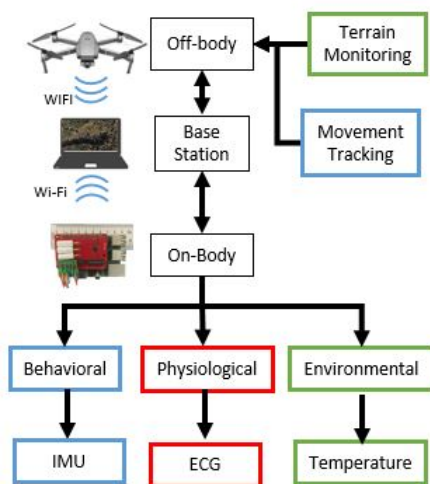 Off-body
Terrain
Monitoring
WIFI
Base
Station
Movement
Tracking
Wi-Fi
On-Body
Behavioral
Physiological
Environmental
IMU
ECG
Temperature